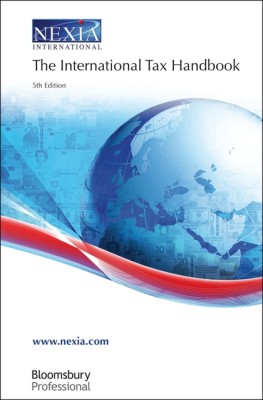 NEXIA
INTERNATIONAL
The International Tax Handbook
5th Edition
www.nexia.com
Bloomsbury
Professional